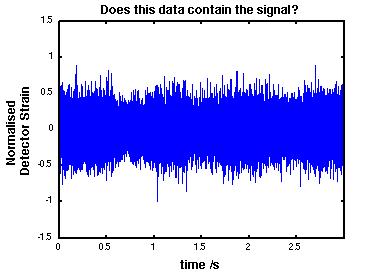 Does this data contain the signal?
1.5
1
0.5
0
-0.5
-1
-1.5
Normalised
Detector Strain
0 0.5 1 1.5 2 2.5
time /s